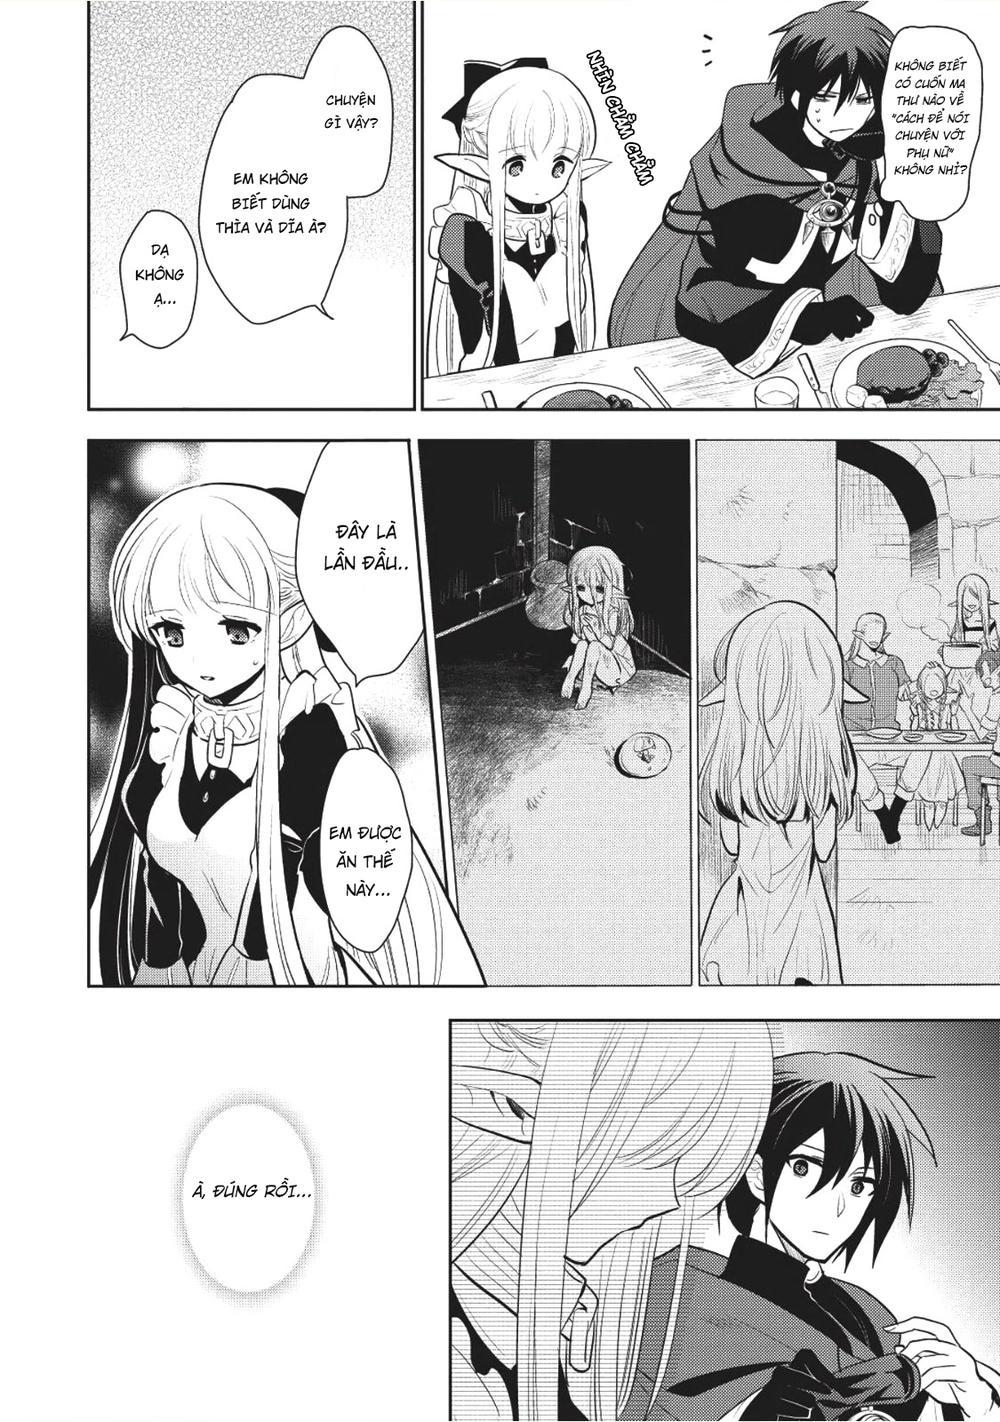 KHÔNG BIẾT
CÓ CUỐN MA
THƯ NÀO VỀ
"CÁCH ĐỂ NÓI
CHUYỆN VỚI
PHỤ NỮ"
KHÔNG NHỈ?
NHÌN CHẰM CHẰM
CHUYỆN
GÌ VẬY?
EM KHÔNG
BIẾT DÙNG
THÌA VÀ DĨA À?
DẠ
KHÔNG
Ạ...
ĐÂY LÀ
LẦN ĐẦU..
EM ĐƯỢC
ĂN THẾ
NÀY...
À, ĐÚNG RỒI...